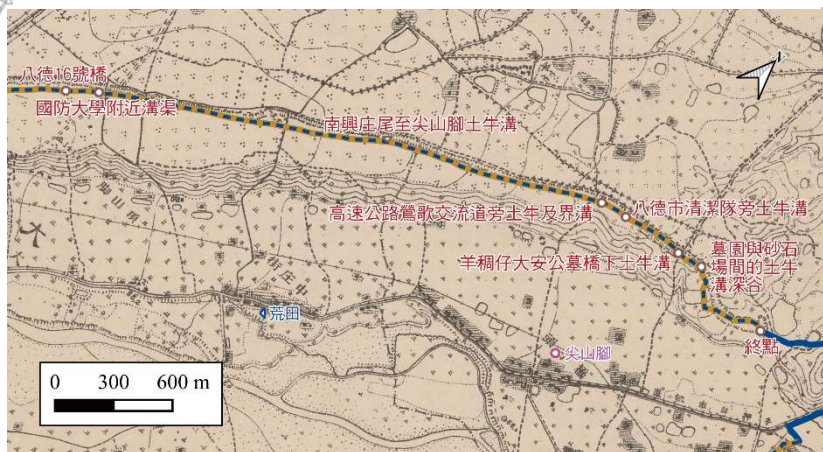 八德16號橋
國防大學附近溝渠
南興庄尾至尖山腳土牛溝
高速公路鶯歌交流道旁土牛及界溝
八德市清潔隊旁土牛溝
羊稠仔大安公墓橋下土牛溝
墓園與砂石
場間的土牛
溝深谷
荒田
尖山腳
終點
0 300 600 m